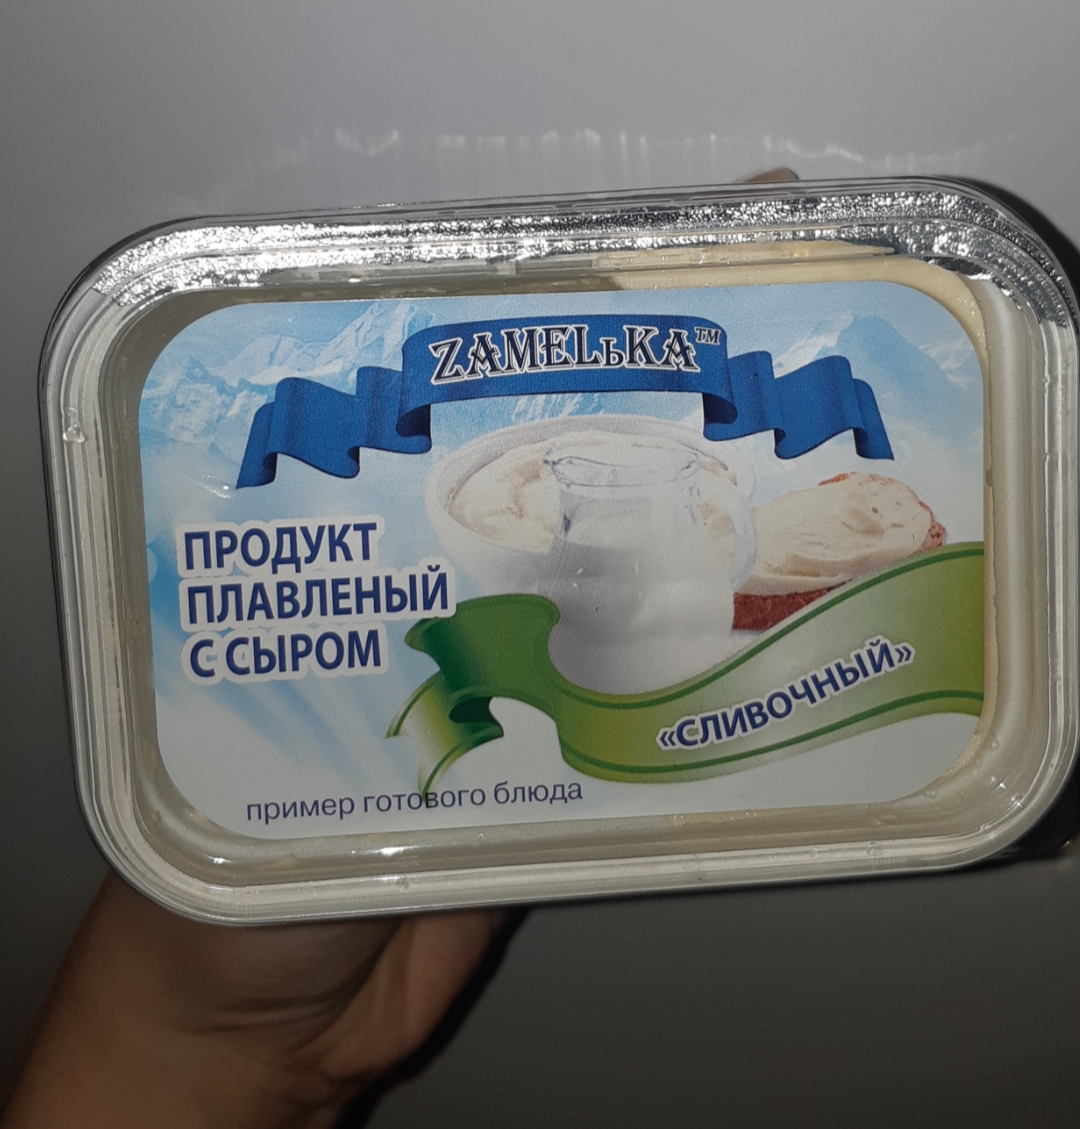 ZAMELьKA™
ПРОДУКТ
ПЛАВЛЕНЫЙ
С СЫРОМ
«СЛИВОЧНЫЙ»
пример готового блюда